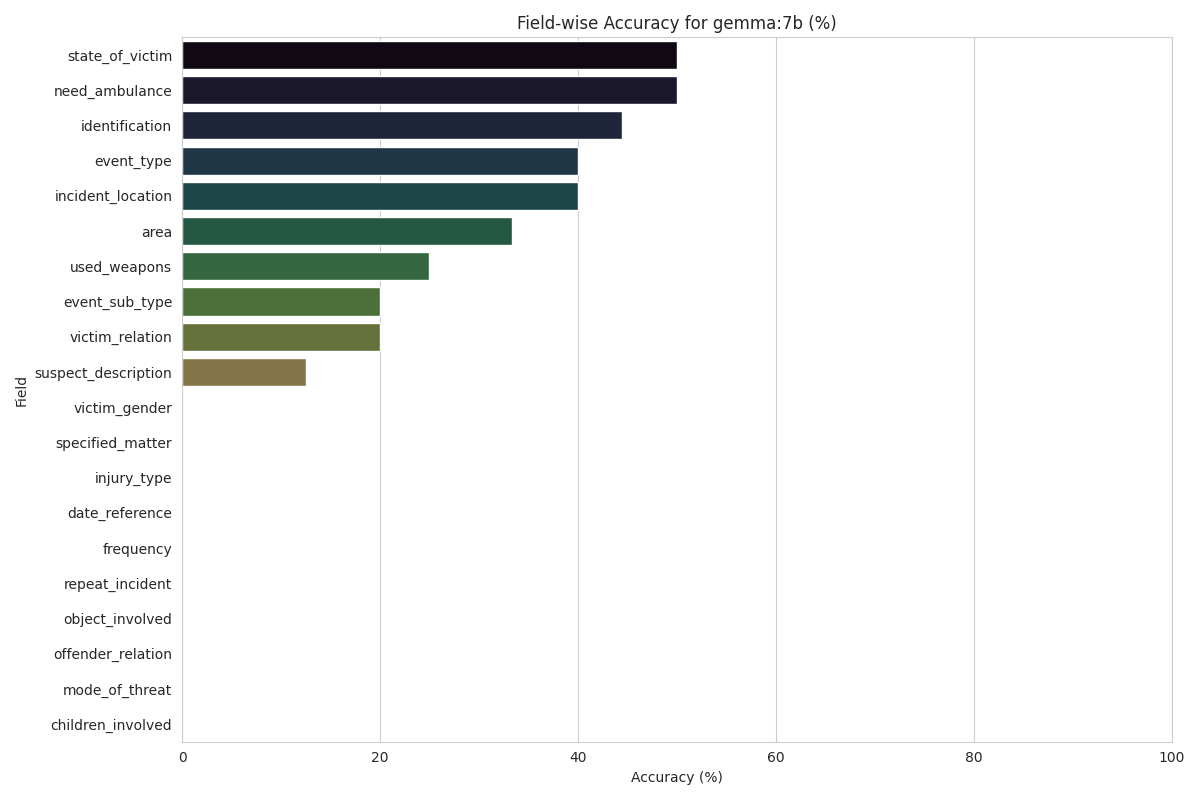 Field-wise Accuracy for gemma:7b (%)
state_of_victim
need_ambulance
identification
event_type
incident_location
area
used_weapons
event_sub_type
victim_relation
suspect_description
victim_gender
specified_matter
injury_type
date_reference
frequency
repeat_incident
object_involved
offender_relation
mode_of_threat
children_involved
Field
0 20 40 60 80 100
Accuracy (%)